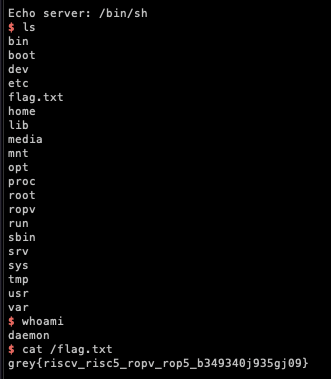 Echo server: /bin/sh
$ ls
bin
boot
dev
etc
flag.txt
home
lib
media
mnt
opt
proc
root
ropv
run
sbin
srv
sys
tmp
usr
var
$ whoami
daemon
$ cat /flag.txt
grey{riscv_risc5_ropv_rop5_b349340j935gj09}